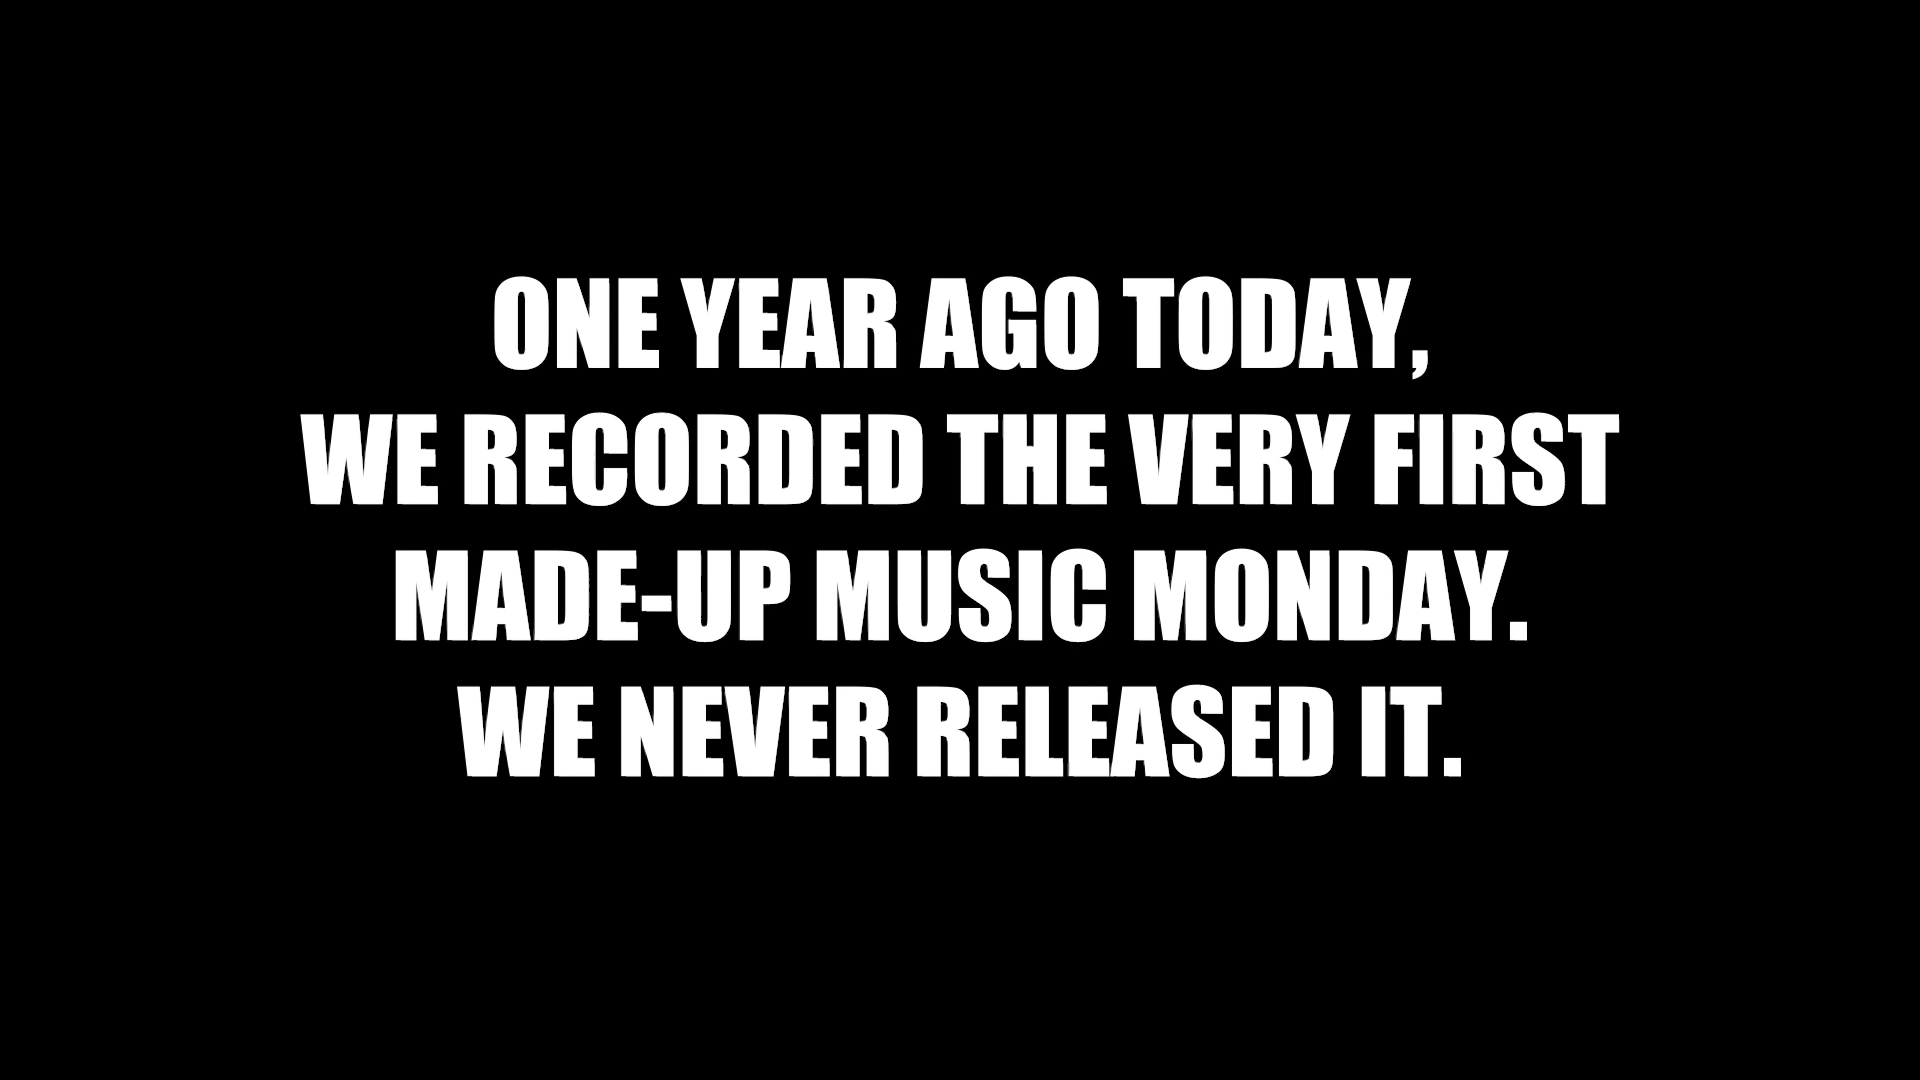 ONE YEAR AGO TODAY,
WE RECORDED THE VERY FIRST
MADE-UP MUSIC MONDAY.
WE NEVER RELEASED IT.